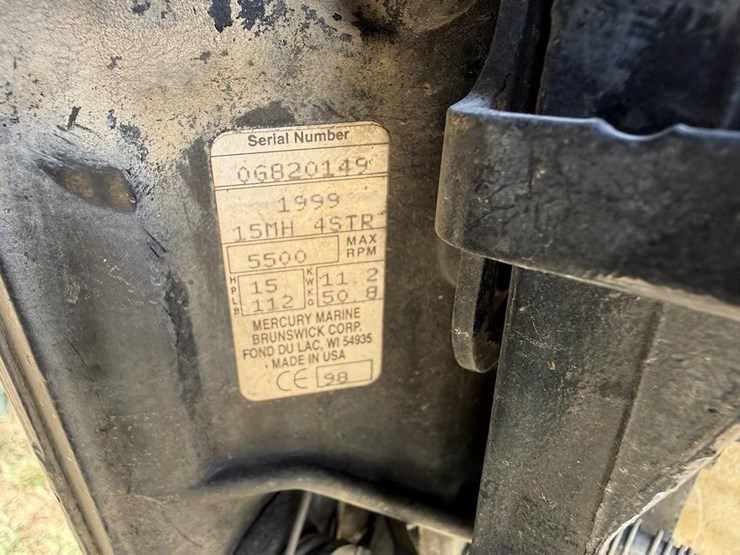 Serial Number
0G820149
1999
15MH 4STR
5500 MAX RPM
HP 15 KW 11.2
LB 112 KG 50.8
MERCURY MARINE
BRUNSWICK CORP.
FOND DU LAC, WI 54935
MADE IN USA
CE 98